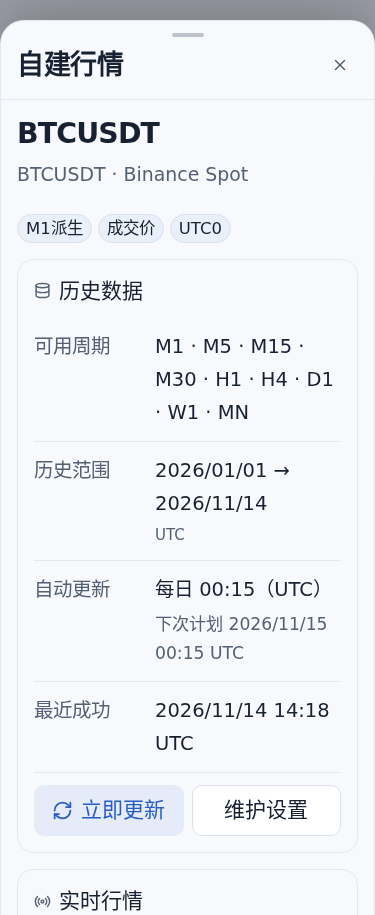 自建行情
×
BTCUSDT
BTCUSDT · Binance Spot
M1派生 成交价 UTC0
历史数据
可用周期 M1 · M5 · M15 ·
M30 · H1 · H4 · D1
· W1 · MN
历史范围 2026/01/01 →
2026/11/14
UTC
自动更新 每日 00:15（UTC）
下次计划 2026/11/15
00:15 UTC
最近成功 2026/11/14 14:18
UTC
立即更新 维护设置
实时行情